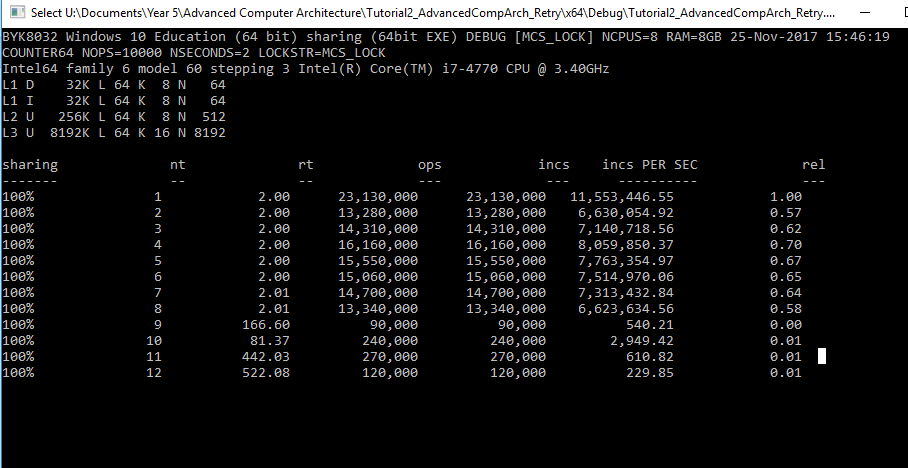 Select U:\Documents\Year 5\Advanced Computer Architecture\Tutorial2_AdvancedCompArch_Retry\x64\Debug\Tutorial2_AdvancedCompArch_Retry....
BYK8032 Windows 10 Education (64 bit) sharing (64bit EXE) DEBUG [MCS_LOCK] NCPUS=8 RAM=8GB 25-Nov-2017 15:46:19
COUNTER64 NOPS=10000 NSECONDS=2 LOCKSTR=MCS_LOCK
Intel64 family 6 model 60 stepping 3 Intel(R) Core(TM) i7-4770 CPU @ 3.40GHz
L1 D    32K L 64 K  8 N   64
L1 I    32K L 64 K  8 N   64
L2 U   256K L 64 K  8 N  512
L3 U  8192K L 64 K 16 N 8192
sharing              nt              rt             ops            incs    incs PER SEC             rel
-------              --              --             ---            ----      ----------             ---
100%               1            2.00      23,130,000      23,130,000   11,553,446.55            1.00
100%               2            2.00      13,280,000      13,280,000    6,630,054.92            0.57
100%               3            2.00      14,310,000      14,310,000    7,140,718.56            0.62
100%               4            2.00      16,160,000      16,160,000    8,059,850.37            0.70
100%               5            2.00      15,550,000      15,550,000    7,763,354.97            0.67
100%               6            2.00      15,060,000      15,060,000    7,514,970.06            0.65
100%               7            2.01      14,700,000      14,700,000    7,313,432.84            0.64
100%               8            2.01      13,340,000      13,340,000    6,623,634.56            0.58
100%               9          166.60          90,000          90,000          540.21            0.00
100%              10           81.37         240,000         240,000        2,949.42            0.01
100%              11          442.03         270,000         270,000          610.82            0.01
100%              12          522.08         120,000         120,000          229.85            0.01